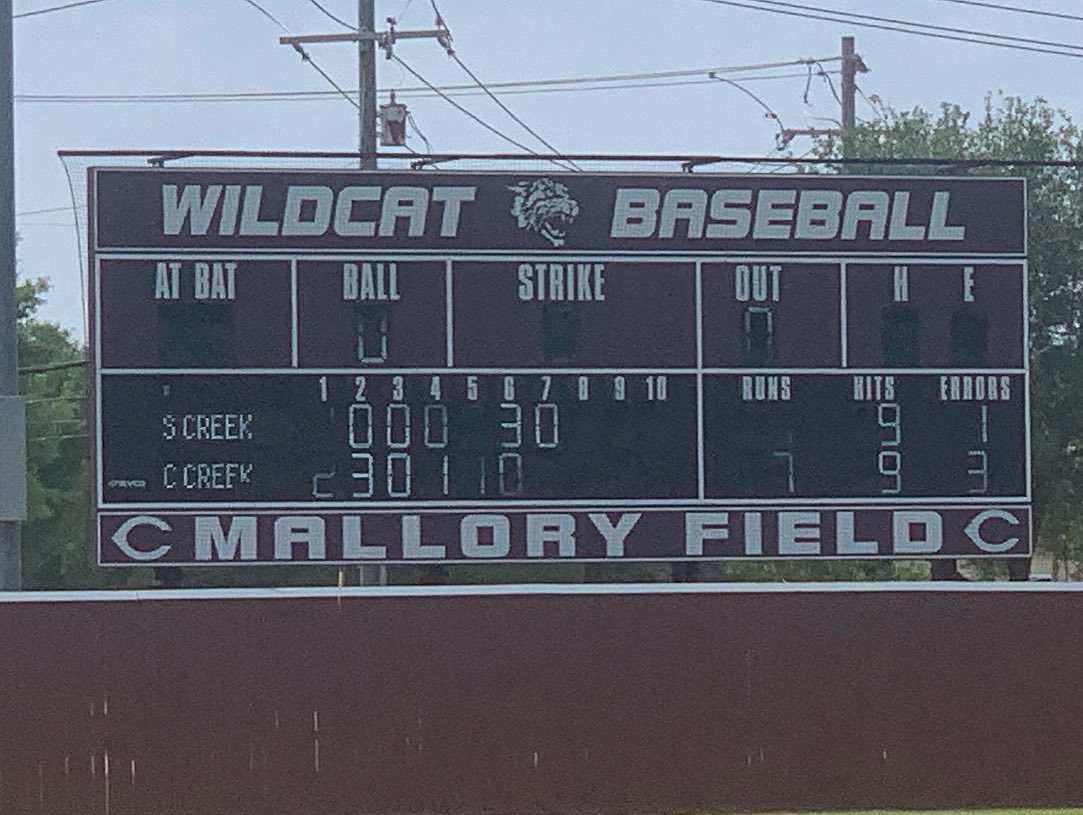 WILDCAT BASEBALL
AT BAT BALL STRIKE OUT H E
1 2 3 4 5 6 7 8 9 10 RUNS HITS ERRORS
S CREEK 0 0 0 3 0 9 1
C CREEK 2 3 0 1 1 0 7 9 3
C MALLORY FIELD C